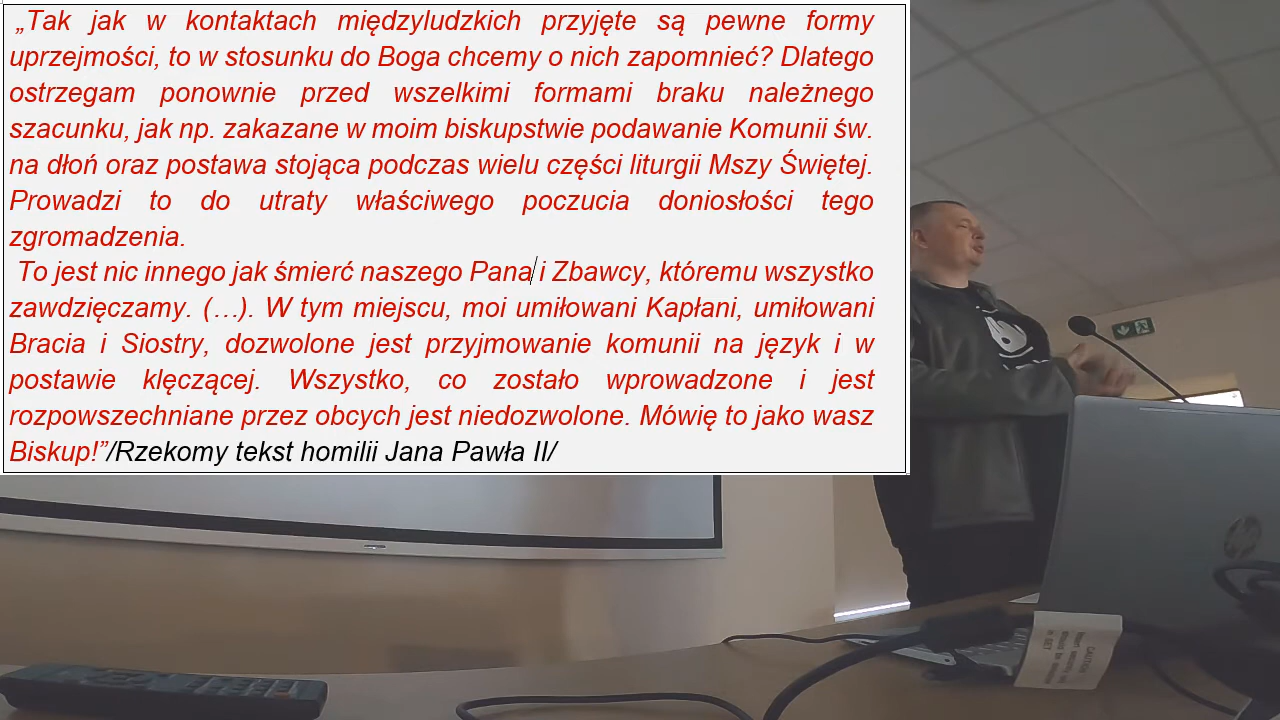 „Tak jak w kontaktach międzyludzkich przyjęte są pewne formy
uprzejmości, to w stosunku do Boga chcemy o nich zapomnieć? Dlatego
ostrzegam ponownie przed wszelkimi formami braku należnego
szacunku, jak np. zakazane w moim biskupstwie podawanie Komunii św.
na dłoń oraz postawa stojąca podczas wielu części liturgii Mszy Świętej.
Prowadzi to do utraty właściwego poczucia doniosłości tego
zgromadzenia.
To jest nic innego jak śmierć naszego Pana i Zbawcy, któremu wszystko
zawdzięczamy. (…). W tym miejscu, moi umiłowani Kapłani, umiłowani
Bracia i Siostry, dozwolone jest przyjmowanie komunii na język i w
postawie klęczącej. Wszystko, co zostało wprowadzone i jest
rozpowszechniane przez obcych jest niedozwolone. Mówię to jako wasz
Biskup!”/Rzekomy tekst homilii Jana Pawła II/
hp
CAUTION